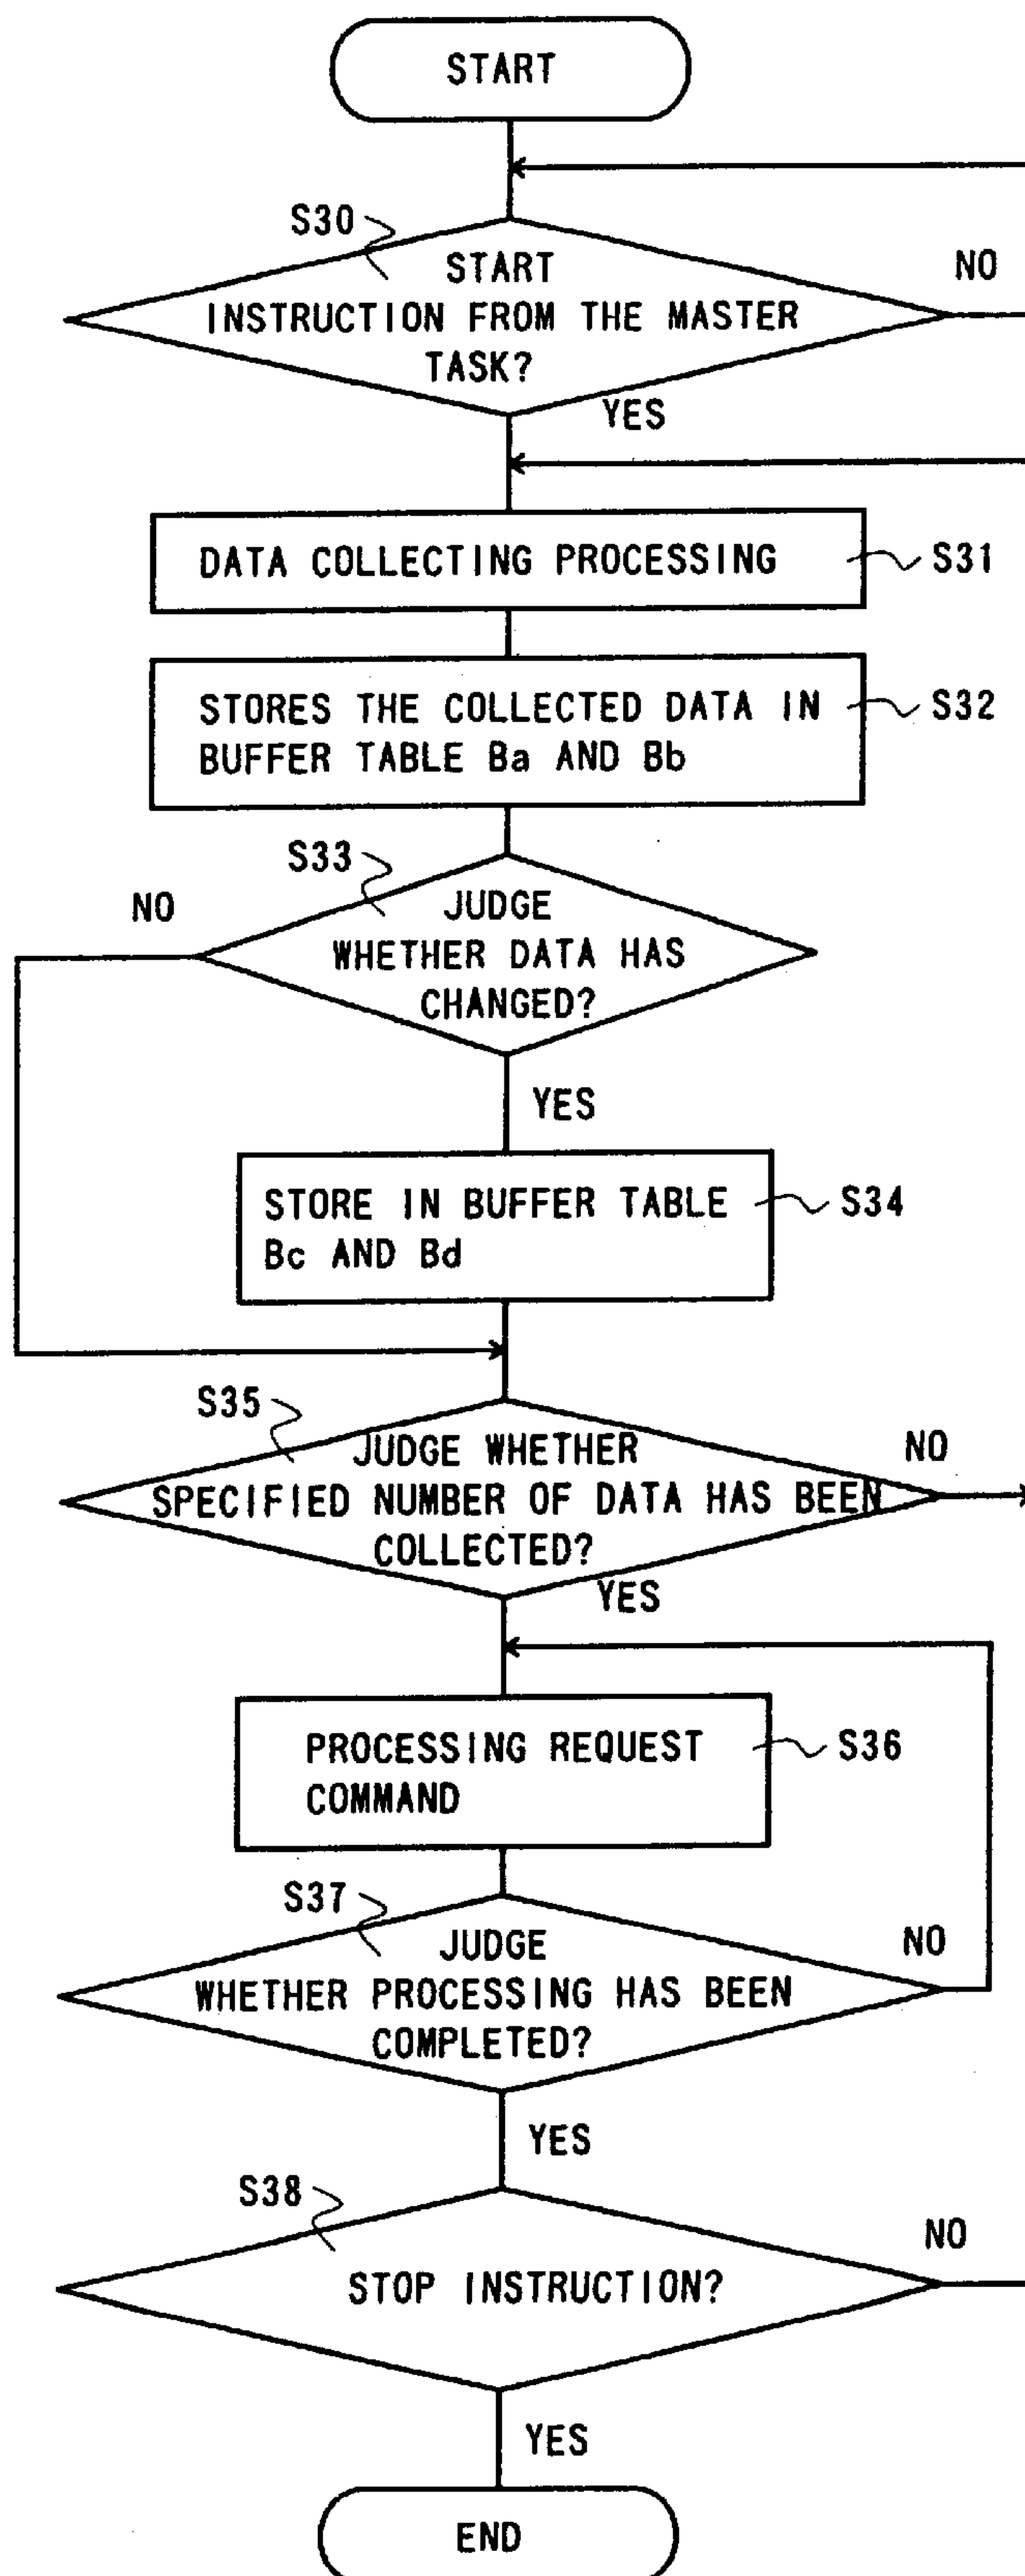 START
S30
START
INSTRUCTION FROM THE MASTER
TASK?
NO
YES
DATA COLLECTING PROCESSING
S31
STORES THE COLLECTED DATA IN
BUFFER TABLE Ba AND Bb
S32
S33
NO
JUDGE
WHETHER DATA HAS
CHANGED?
YES
STORE IN BUFFER TABLE
Bc AND Bd
S34
S35
JUDGE WHETHER
SPECIFIED NUMBER OF DATA HAS BEEN
COLLECTED?
NO
YES
PROCESSING REQUEST
COMMAND
S36
S37
JUDGE
WHETHER PROCESSING HAS BEEN
COMPLETED?
NO
YES
S38
STOP INSTRUCTION?
NO
YES
END